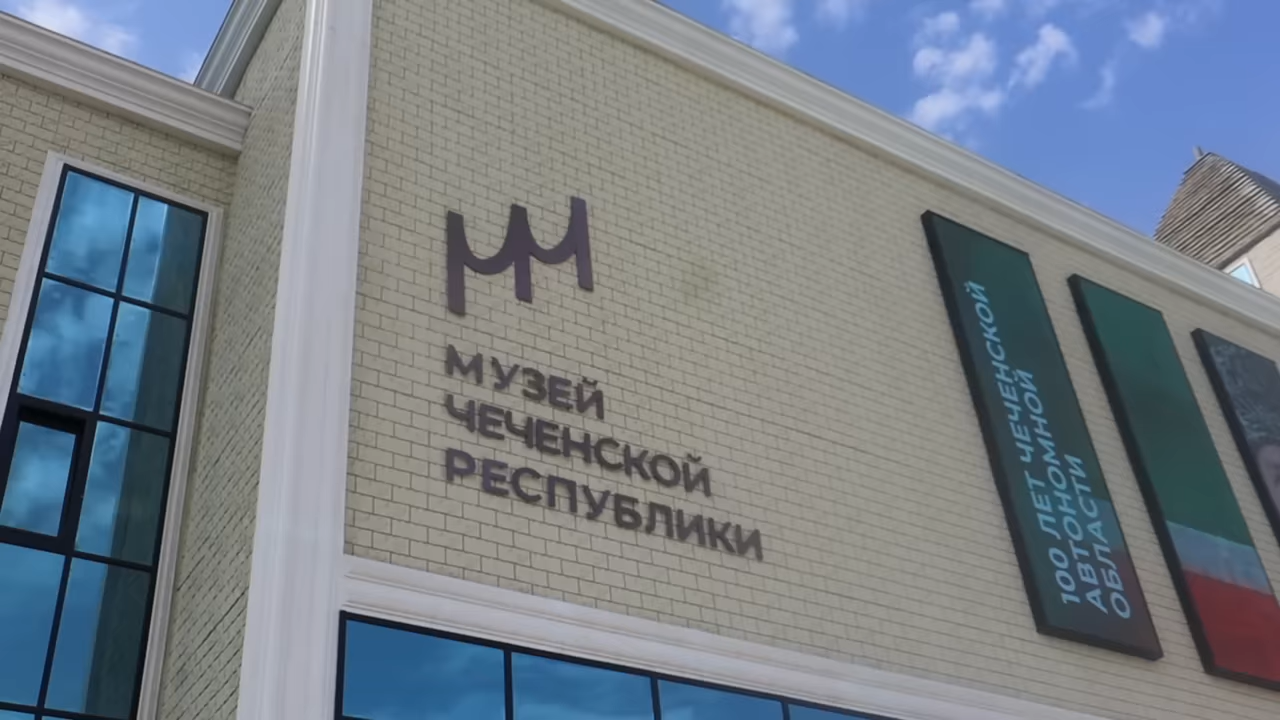 МУЗЕЙ
ЧЕЧЕНСКОЙ
РЕСПУБЛИКИ
100 ЛЕТ ЧЕЧЕНСКОЙ
АВТОНОМНОЙ
ОБЛАСТИ